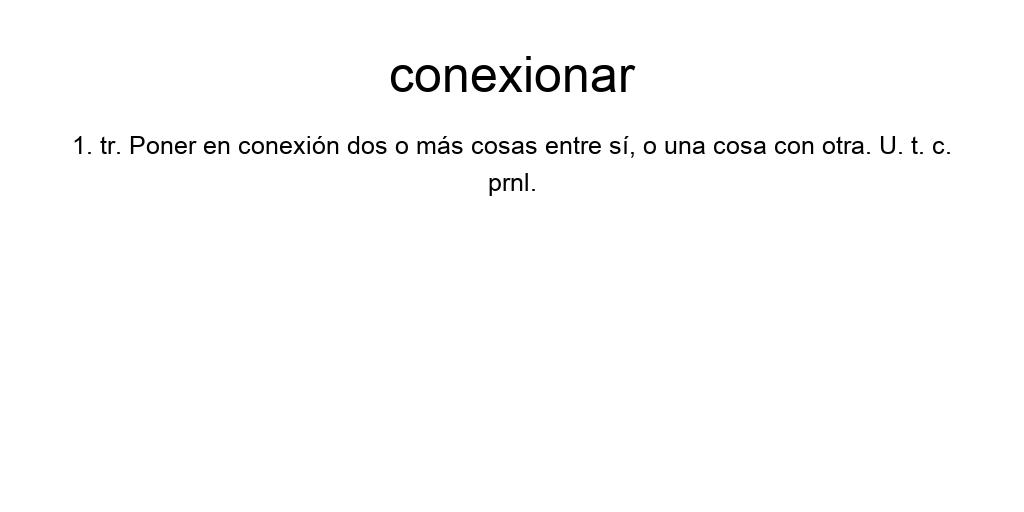 conexionar
1. tr. Poner en conexión dos o más cosas entre sí, o una cosa con otra. U. t. c.
prnl.